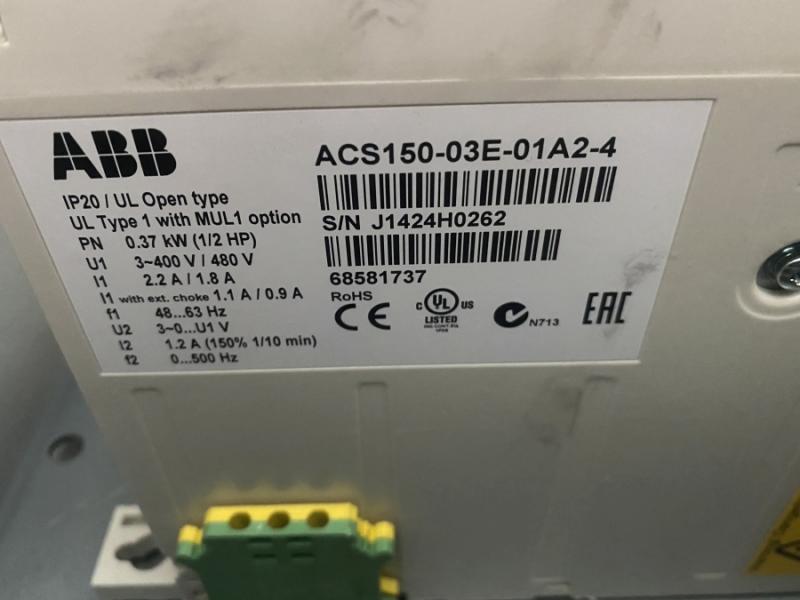 ABB
IP20 / UL Open type
UL Type 1 with MUL1 option
PN 0.37 kW (1/2 HP)
U1 3~400 V / 480 V
I1 2.2 A / 1.8 A
I1 with ext. choke 1.1 A / 0.9 A
f1 48...63 Hz
U2 3~0...U1 V
I2 1.2 A (150% 1/10 min)
f2 0...500 Hz
ACS150-03E-01A2-4
S/N J1424H0262
68581737
RoHS
CE
C UL US
LISTED
N713
EAC